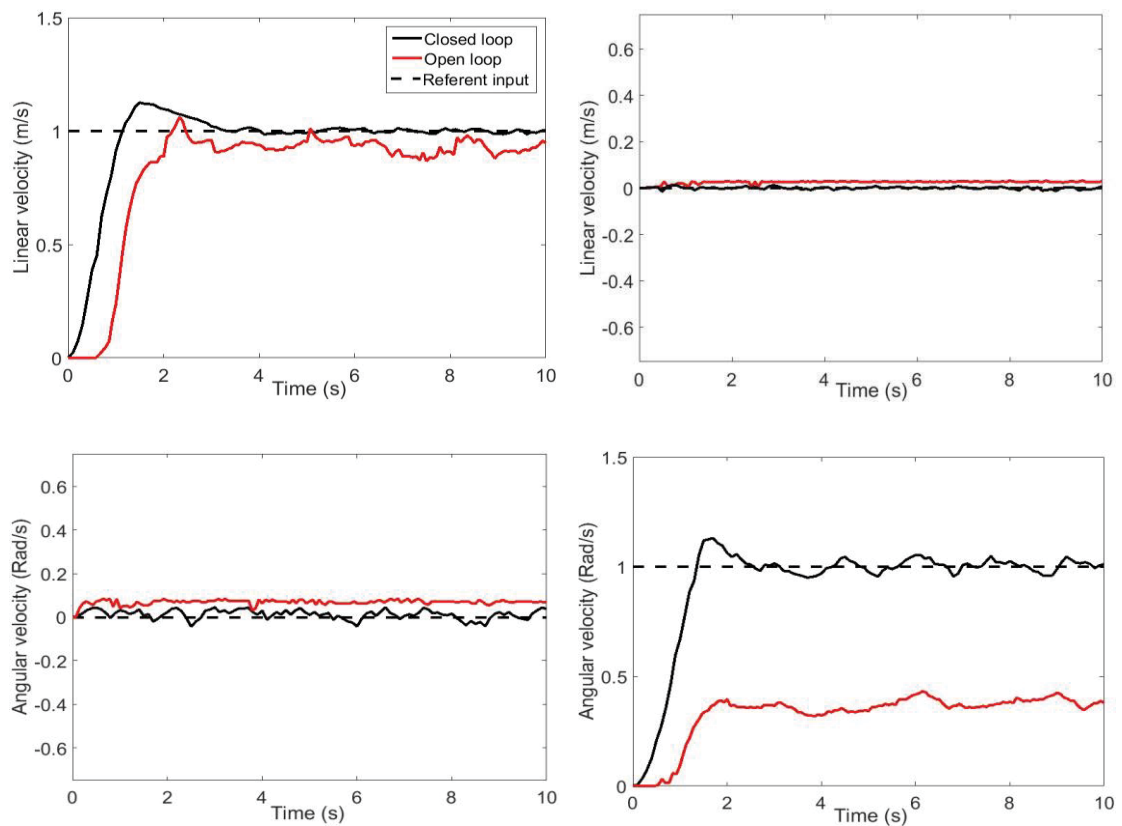 1.5
Closed loop
Open loop
Referent input
1
0.5
0
Linear velocity (m/s)
0 2 4 6 8 10
Time (s)
0.6
0.4
0.2
0
-0.2
-0.4
-0.6
Linear velocity (m/s)
0 2 4 6 8 10
Time (s)
0.6
0.4
0.2
0
-0.2
-0.4
-0.6
Angular velocity (Rad/s)
0 2 4 6 8 10
Time (s)
1.5
1
0.5
0
Angular velocity (Rad/s)
0 2 4 6 8 10
Time (s)